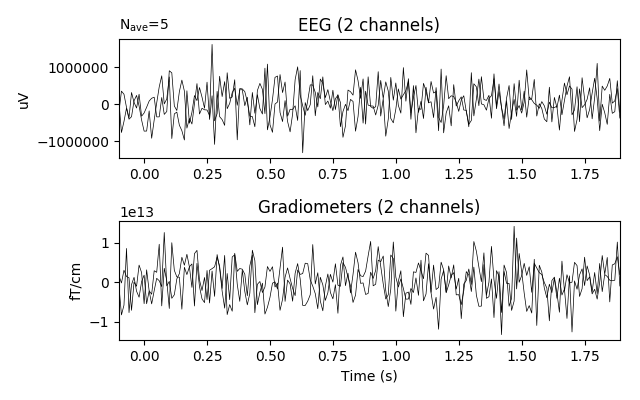 N_ave=5
EEG (2 channels)
1000000
0
−1000000
uV
0.00 0.25 0.50 0.75 1.00 1.25 1.50 1.75
1e13
Gradiometers (2 channels)
1
0
−1
fT/cm
0.00 0.25 0.50 0.75 1.00 1.25 1.50 1.75
Time (s)